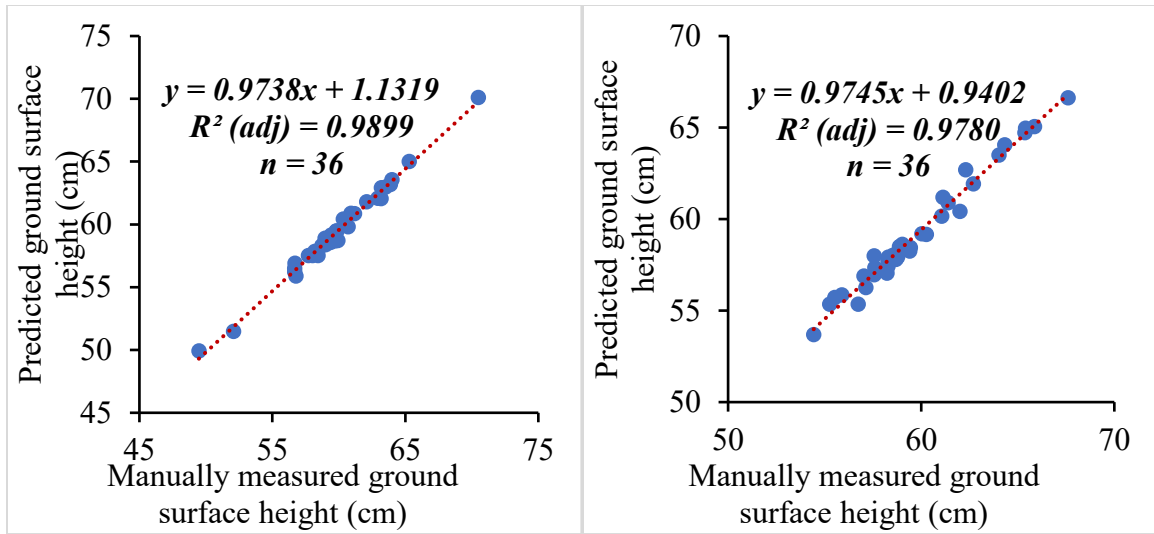 75
70
65
60
55
50
45
45
55
65
75
y = 0.9738x + 1.1319
R² (adj) = 0.9899
n = 36
Predicted ground surface
height (cm)
Manually measured ground
surface height (cm)
70
65
60
55
50
50
60
70
y = 0.9745x + 0.9402
R² (adj) = 0.9780
n = 36
Predicted ground surface
height (cm)
Manually measured ground
surface height (cm)